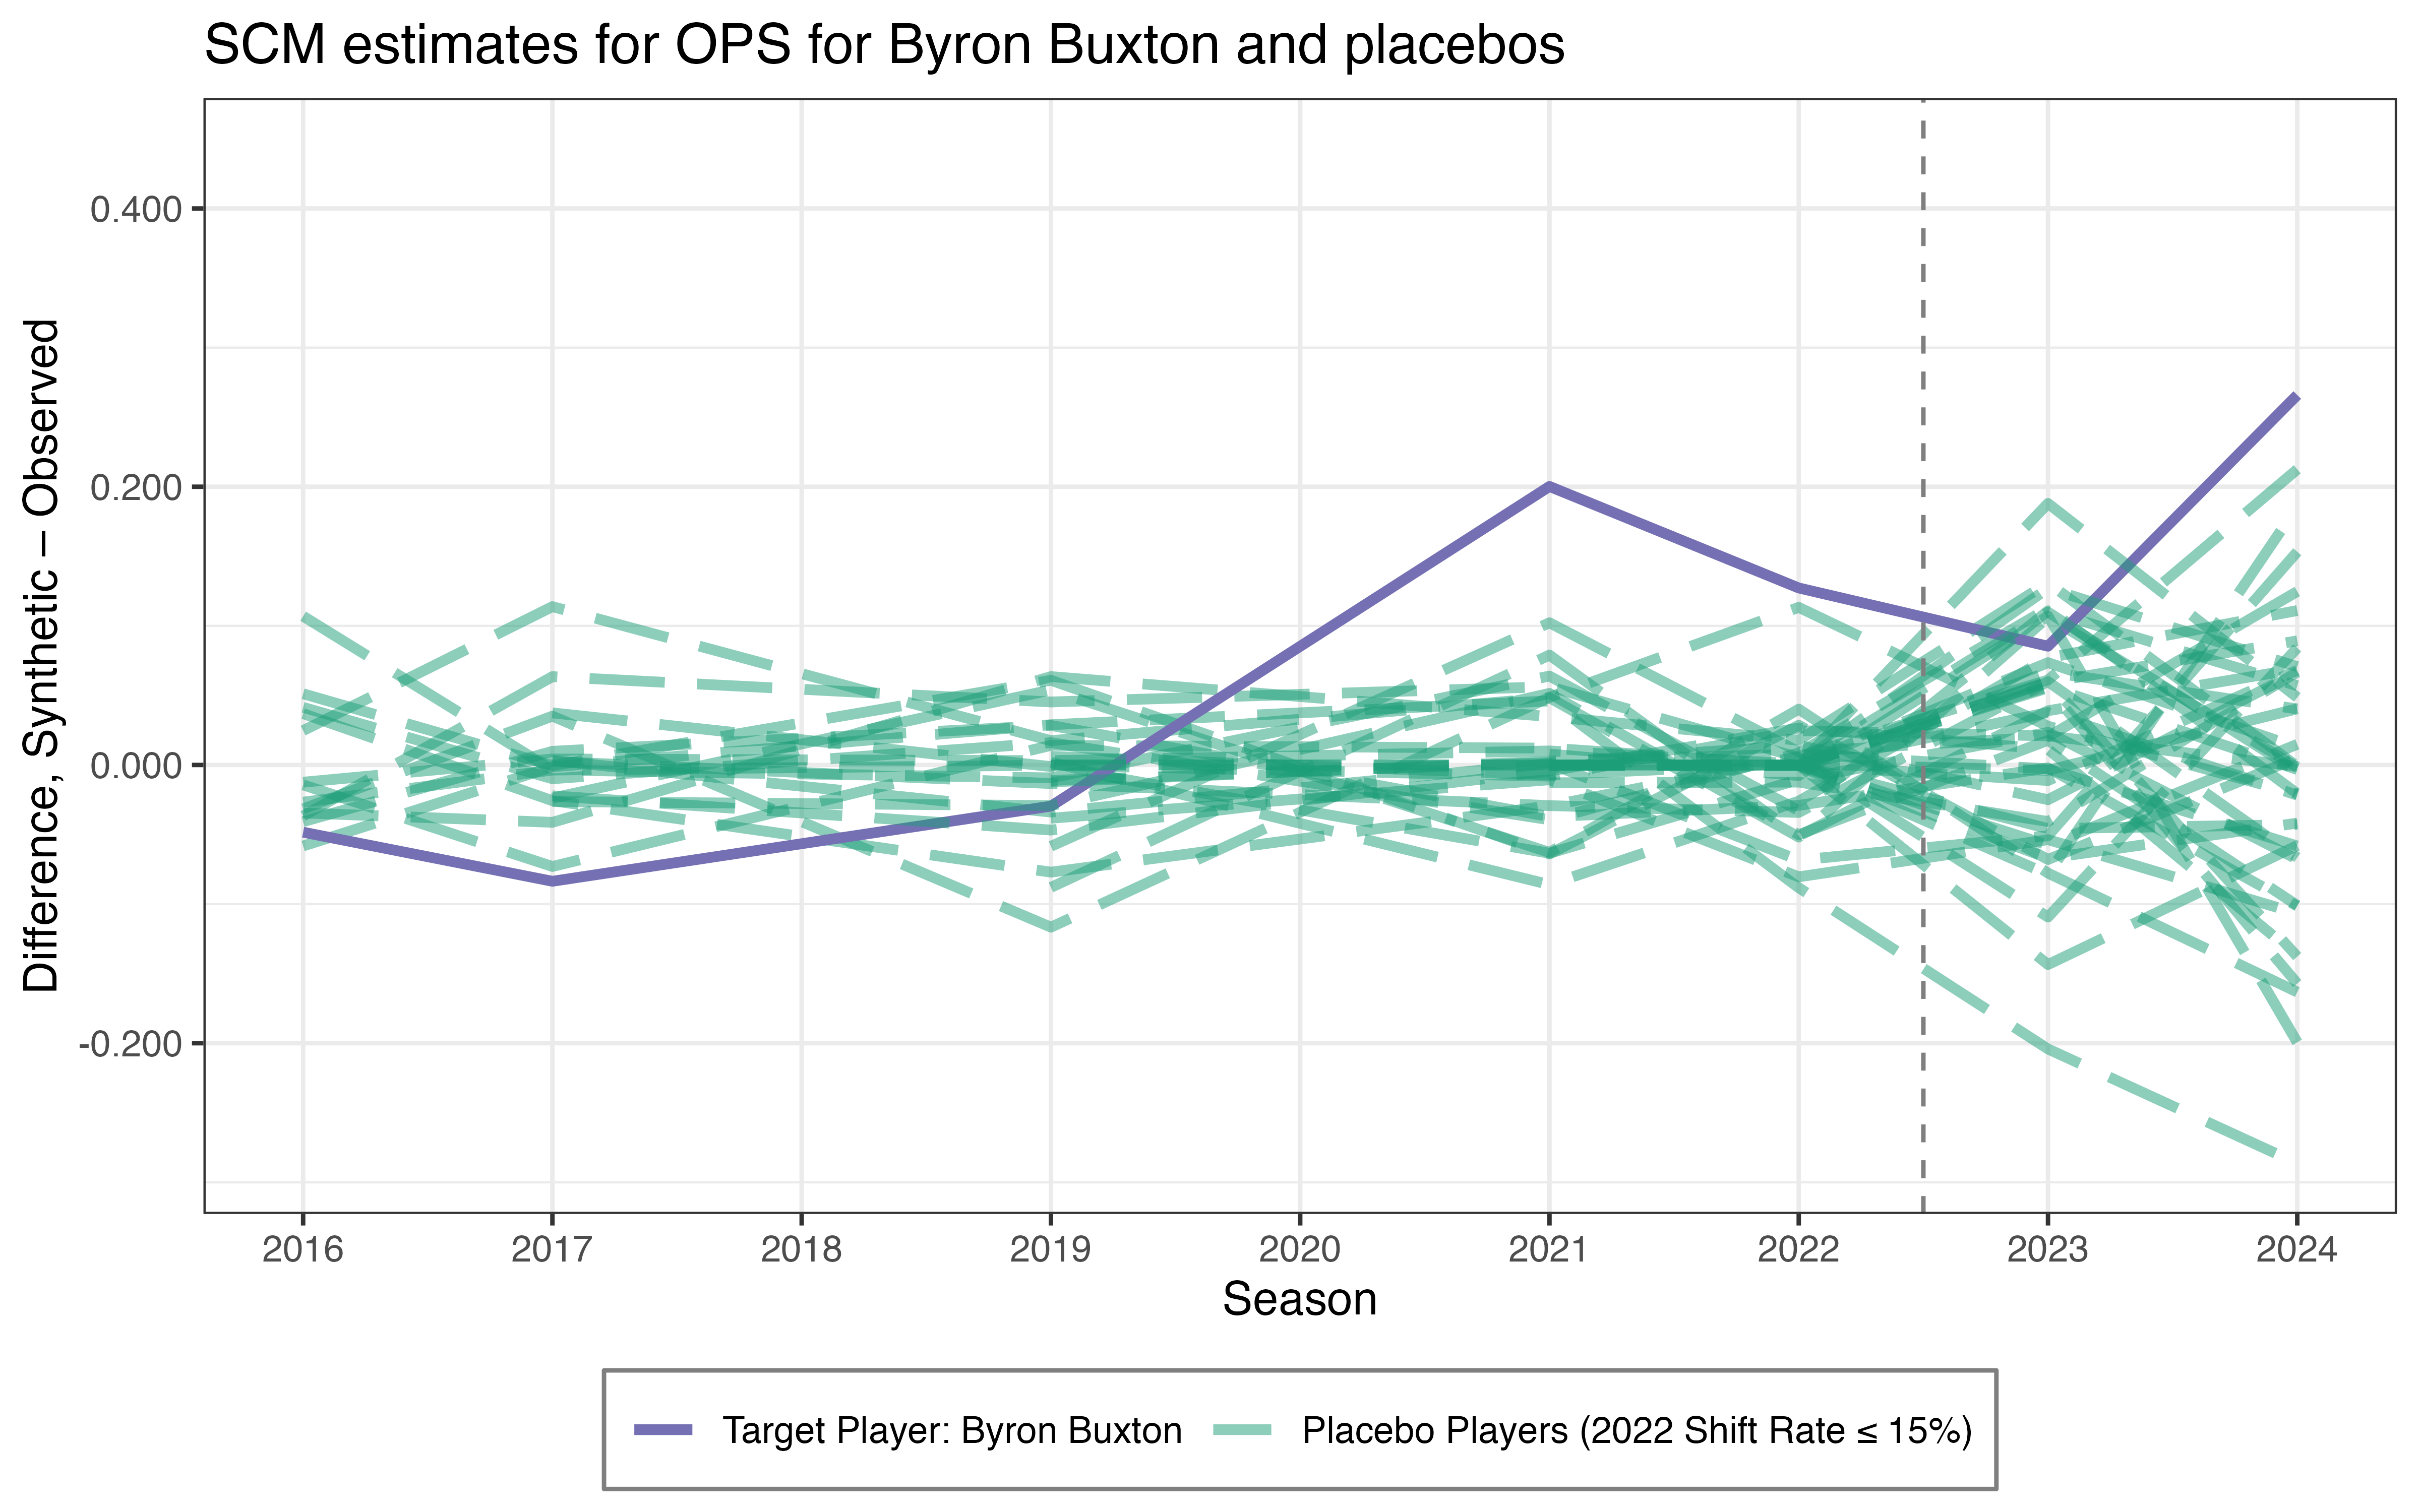 SCM estimates for OPS for Byron Buxton and placebos
Difference, Synthetic – Observed
0.400
0.200
0.000
-0.200
2016 2017 2018 2019 2020 2021 2022 2023 2024
Season
Target Player: Byron Buxton Placebo Players (2022 Shift Rate ≤ 15%)